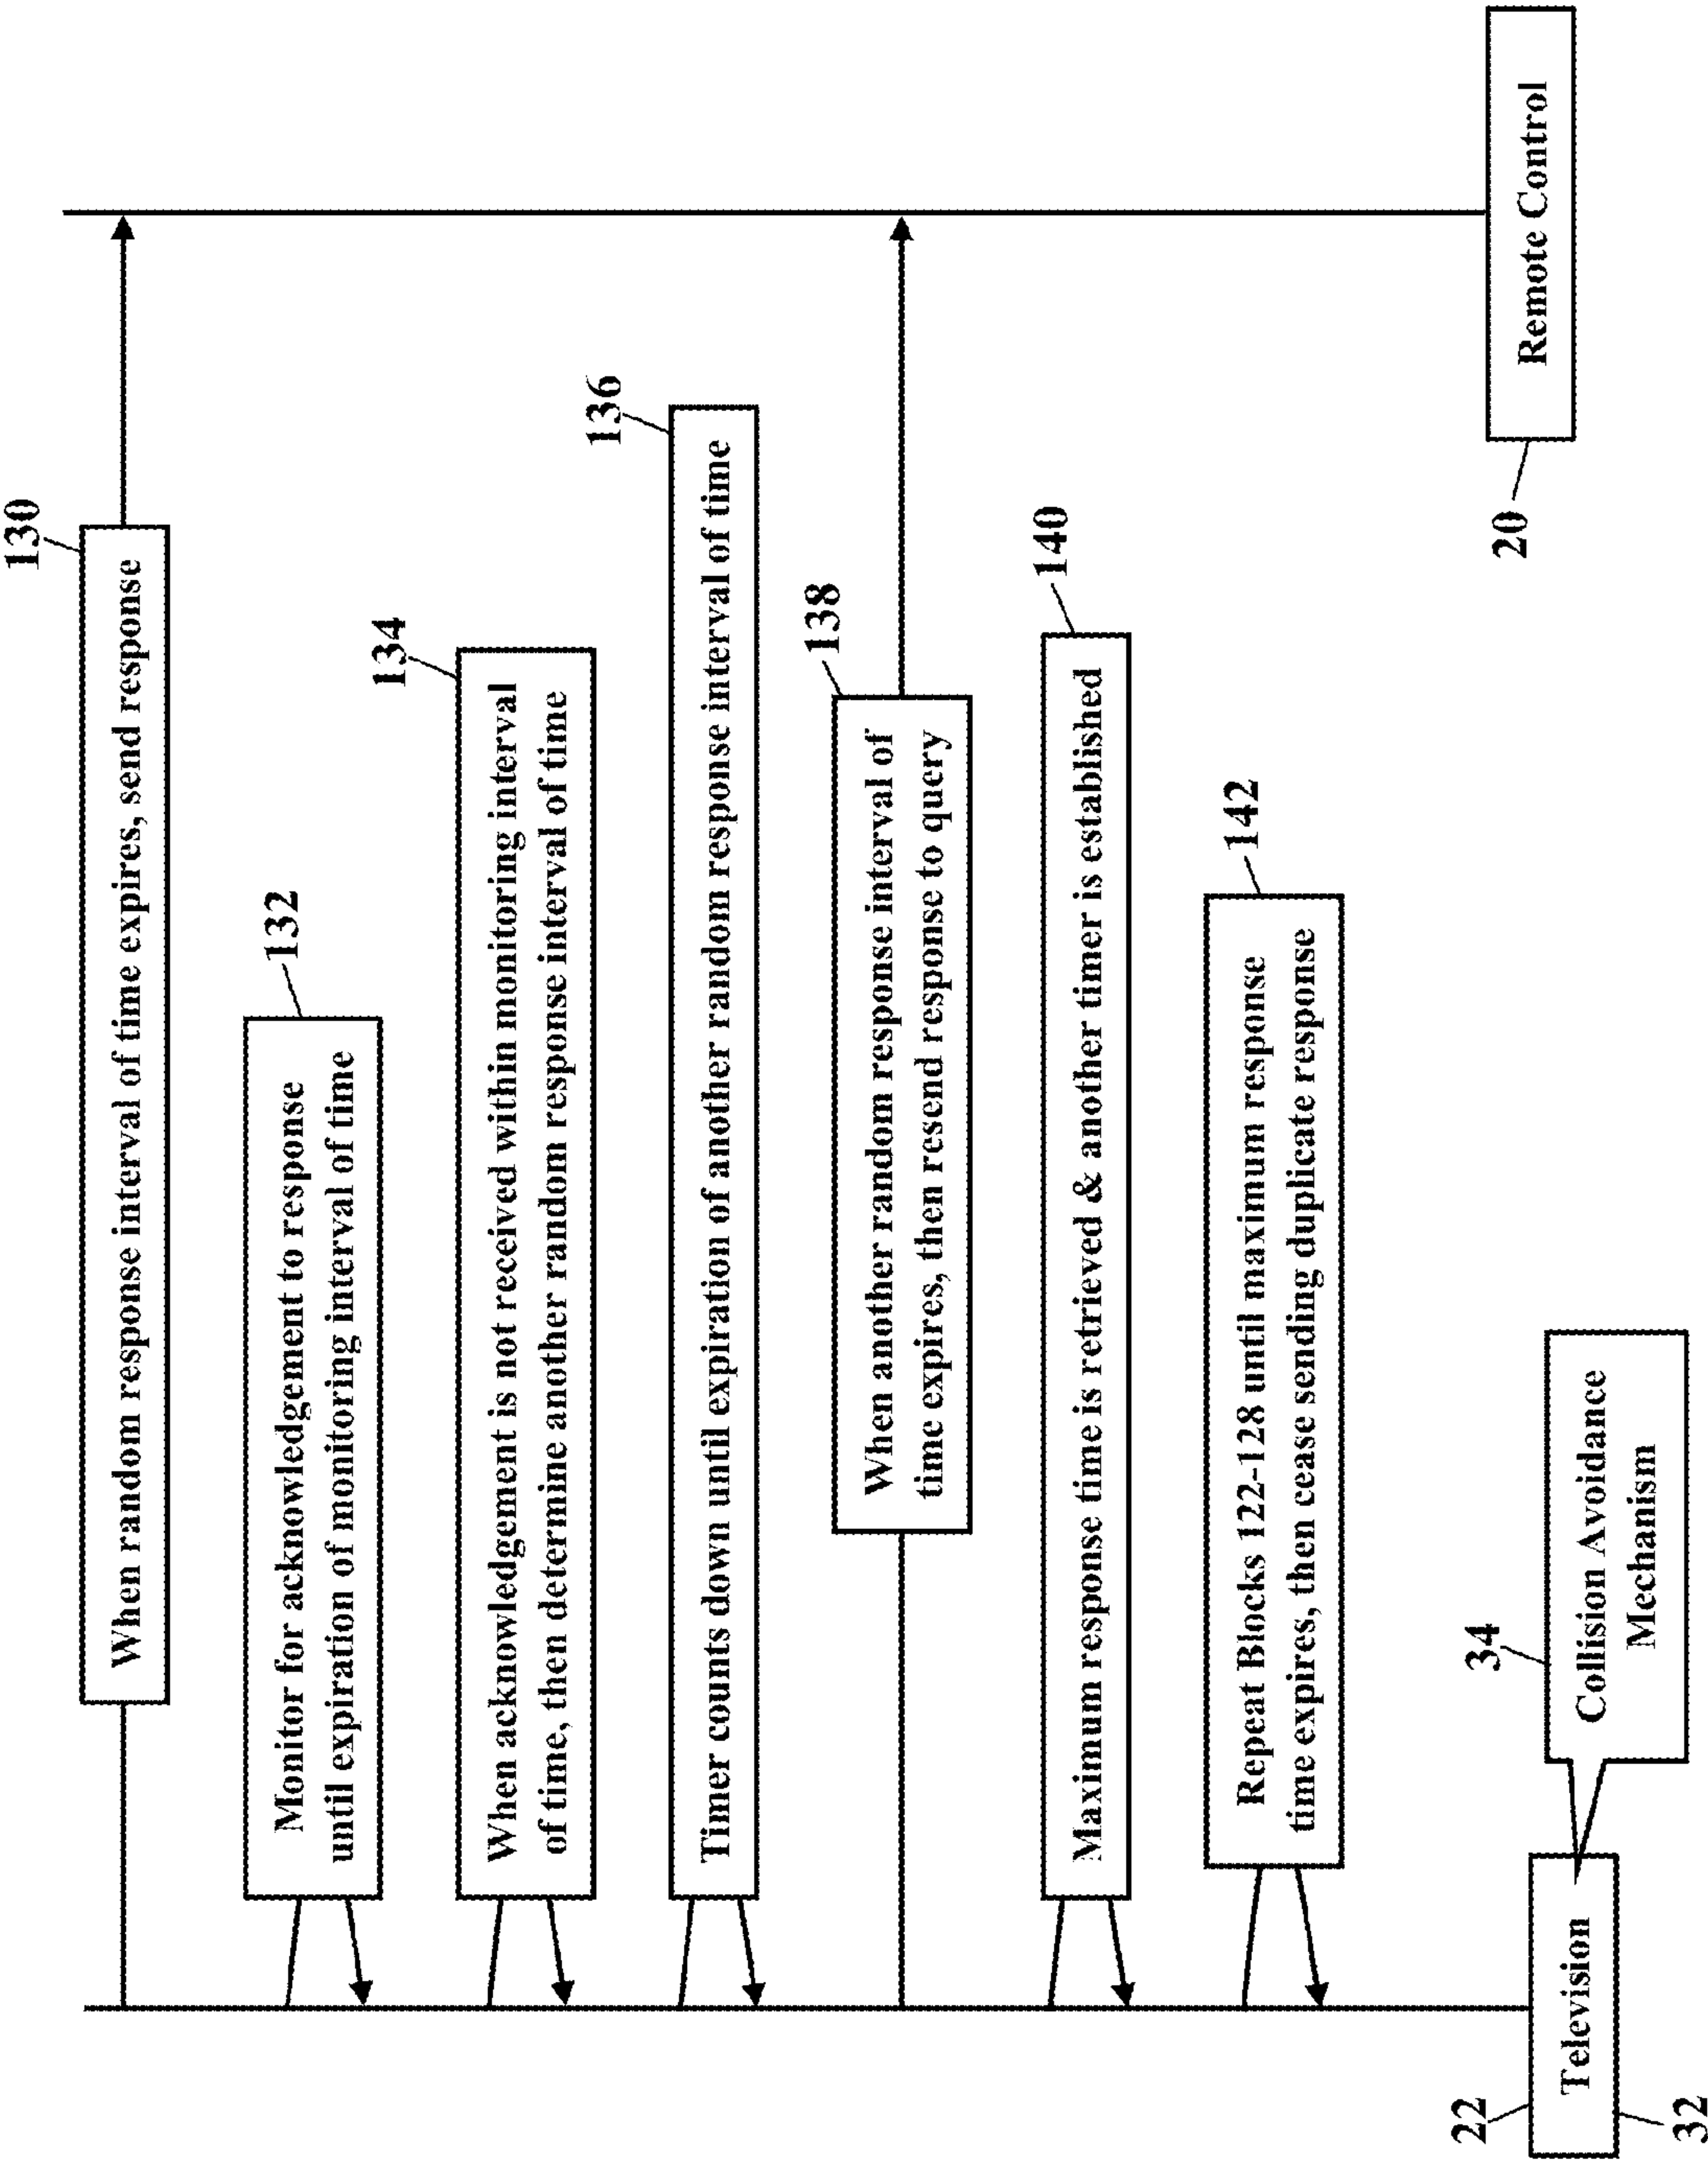 130
When random response interval of time expires, send response
132
Monitor for acknowledgement to response
until expiration of monitoring interval of time
134
When acknowledgement is not received within monitoring interval
of time, then determine another random response interval of time
136
Timer counts down until expiration of another random response interval of time
138
When another random response interval of
time expires, then resend response to query
140
Maximum response time is retrieved & another timer is established
142
Repeat Blocks 122-128 until maximum response
time expires, then cease sending duplicate response
22
Television
32
34
Collision Avoidance
Mechanism
20
Remote Control